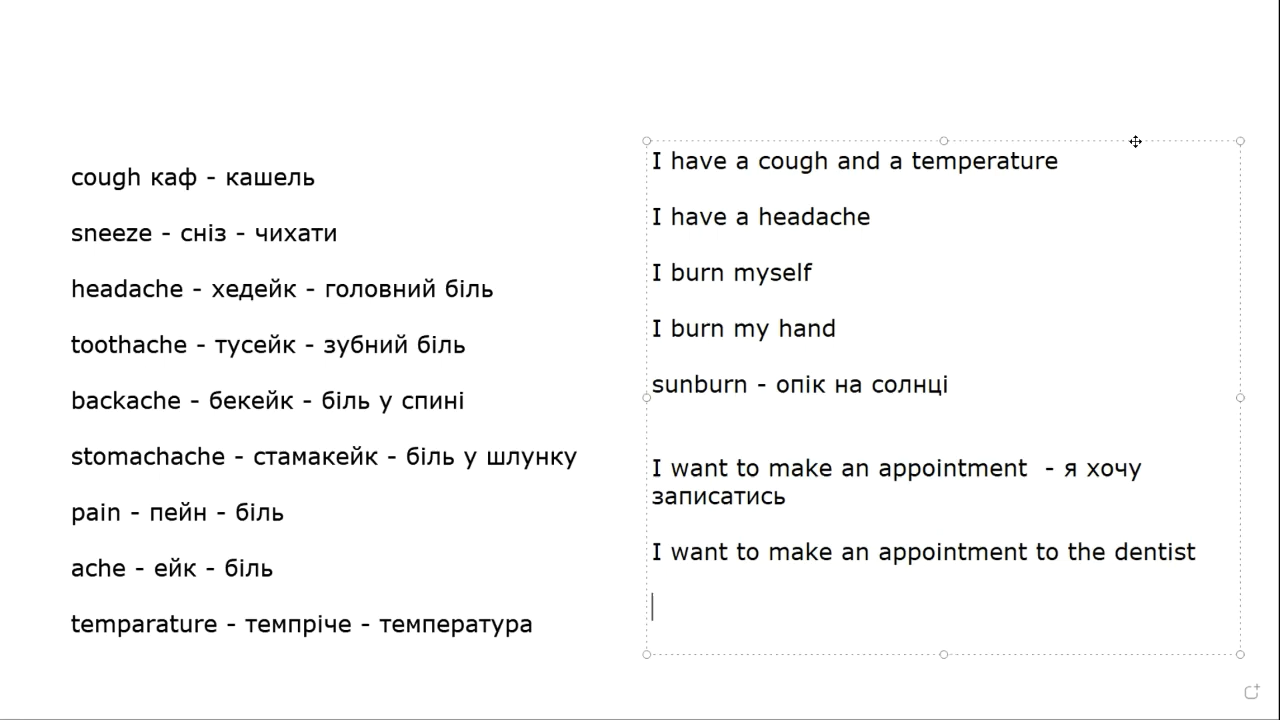 cough каф - кашель
sneeze - сніз - чихати
headache - хедейк - головний біль
toothache - тусейк - зубний біль
backache - бекейк - біль у спині
stomachache - стамакейк - біль у шлунку
pain - пейн - біль
ache - ейк - біль
temparature - темпріче - температура
I have a cough and a temperature
I have a headache
I burn myself
I burn my hand
sunburn - опік на солнці
I want to make an appointment  - я хочу
записатись
I want to make an appointment to the dentist